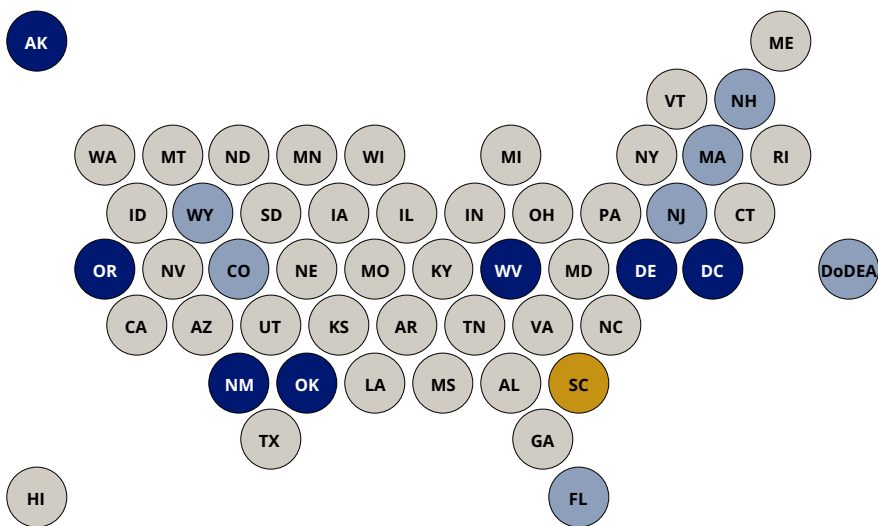 AK ME
VT NH
WA MT ND MN WI MI NY MA RI
ID WY SD IA IL IN OH PA NJ CT
OR NV CO NE MO KY WV MD DE DC DoDEA
CA AZ UT KS AR TN VA NC
NM OK LA MS AL SC
TX GA
HI FL